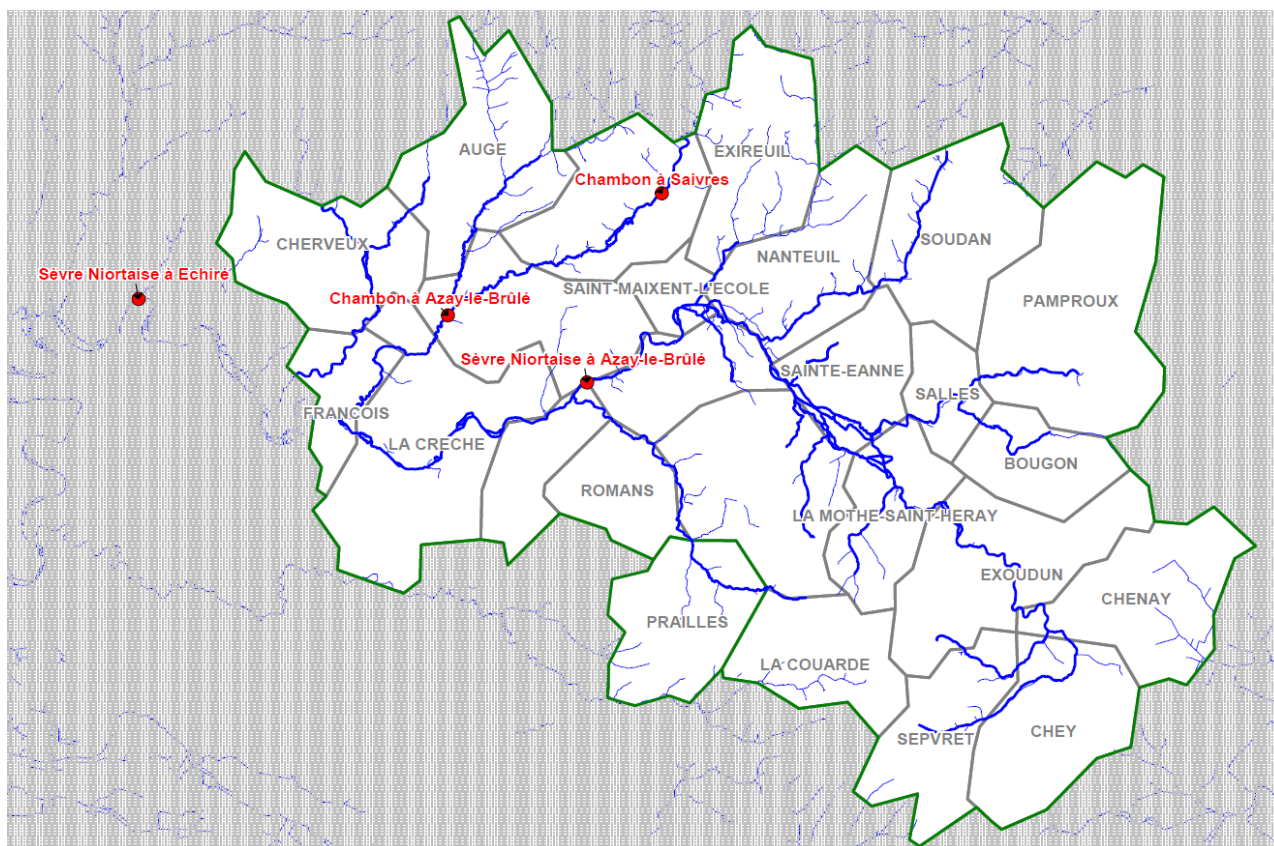 AUGE
EXIREUIL
Chambon à Saivres
CHERVEUX
SOUDAN
NANTEUIL
Sèvre Niortaise à Echiré
SAINT-MAIXENT-L'ECOLE
Chambon à Azay-le-Brûlé
PAMPROUX
Sèvre Niortaise à Azay-le-Brûlé
SAINTE-EANNE
SALLES
FRANCOIS
LA CRECHE
BOUGON
ROMANS
LA MOTHE-SAINT-HERAY
EXOUDUN
CHENAY
PRAILLES
LA COUARDE
CHEY
SEPVRET